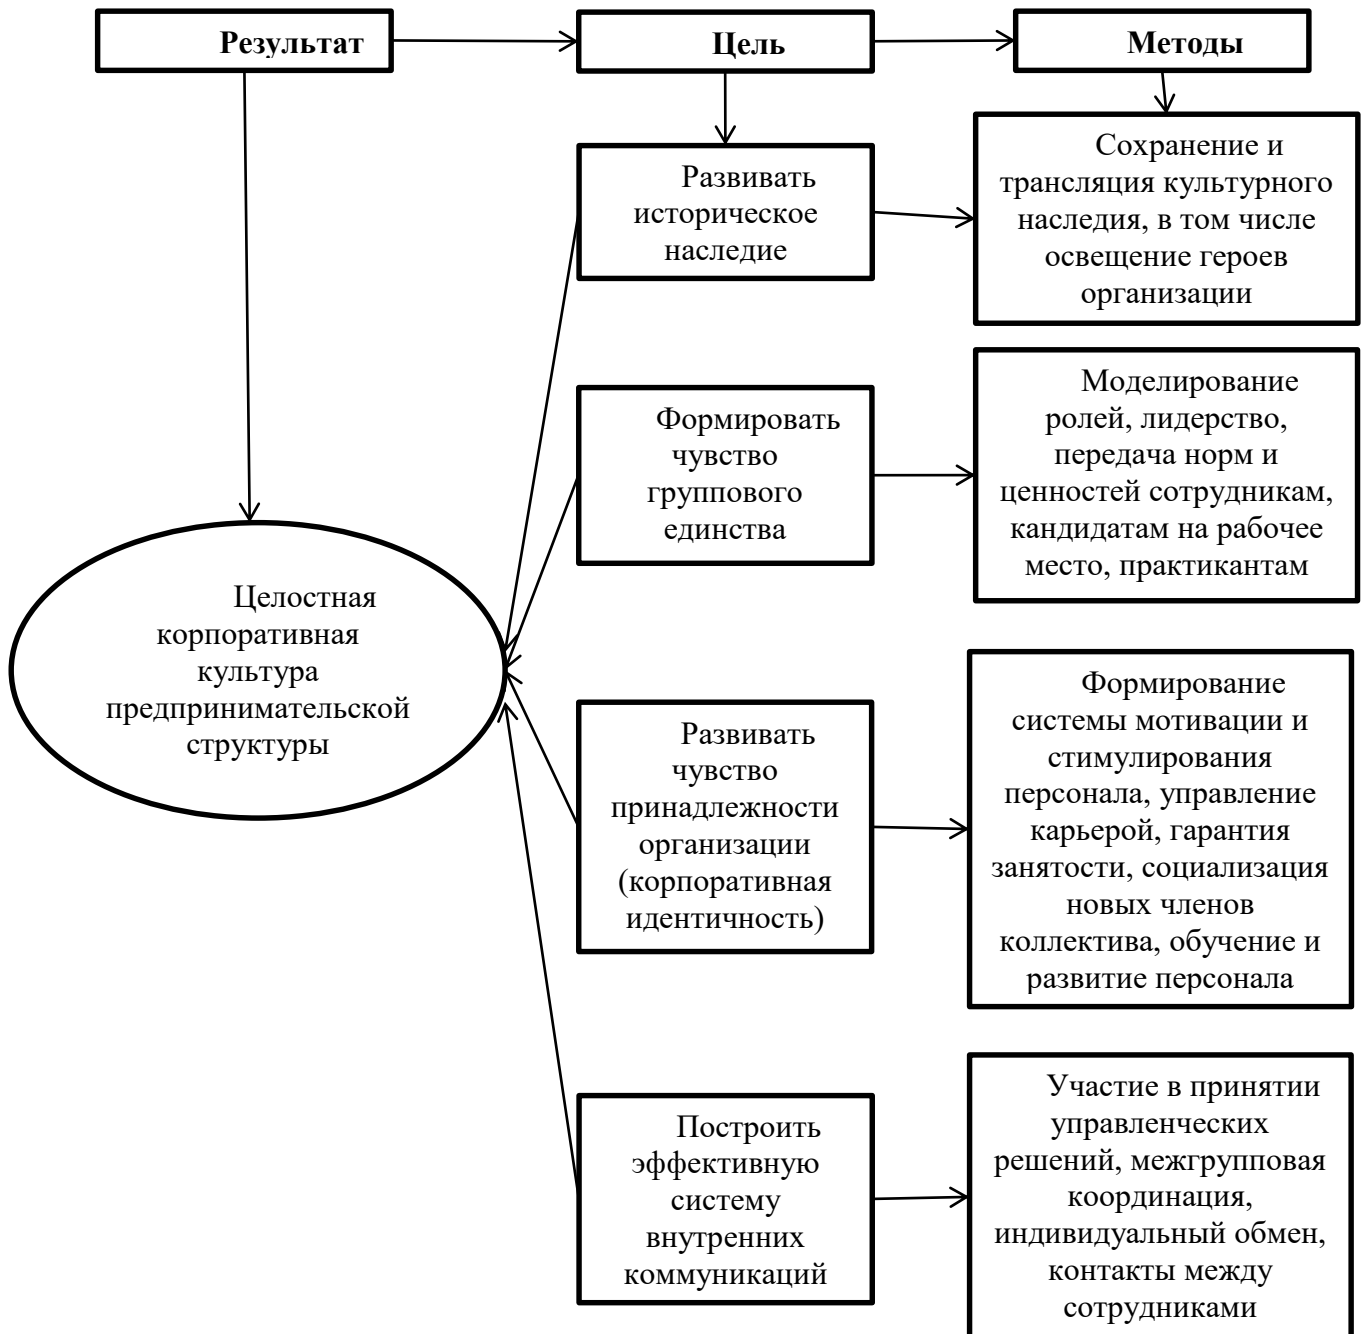 Результат
Цель
Методы
Развивать
историческое
наследие
Сохранение и
трансляция культурного
наследия, в том числе
освещение героев
организации
Формировать
чувство
группового
единства
Моделирование
ролей, лидерство,
передача норм и
ценностей сотрудникам,
кандидатам на рабочее
место, практикантам
Целостная
корпоративная
культура
предпринимательской
структуры
Развивать
чувство
принадлежности
организации
(корпоративная
идентичность)
Формирование
системы мотивации и
стимулирования
персонала, управление
карьерой, гарантия
занятости, социализация
новых членов
коллектива, обучение и
развитие персонала
Построить
эффективную
систему
внутренних
коммуникаций
Участие в принятии
управленческих
решений, межгрупповая
координация,
индивидуальный обмен,
контакты между
сотрудниками